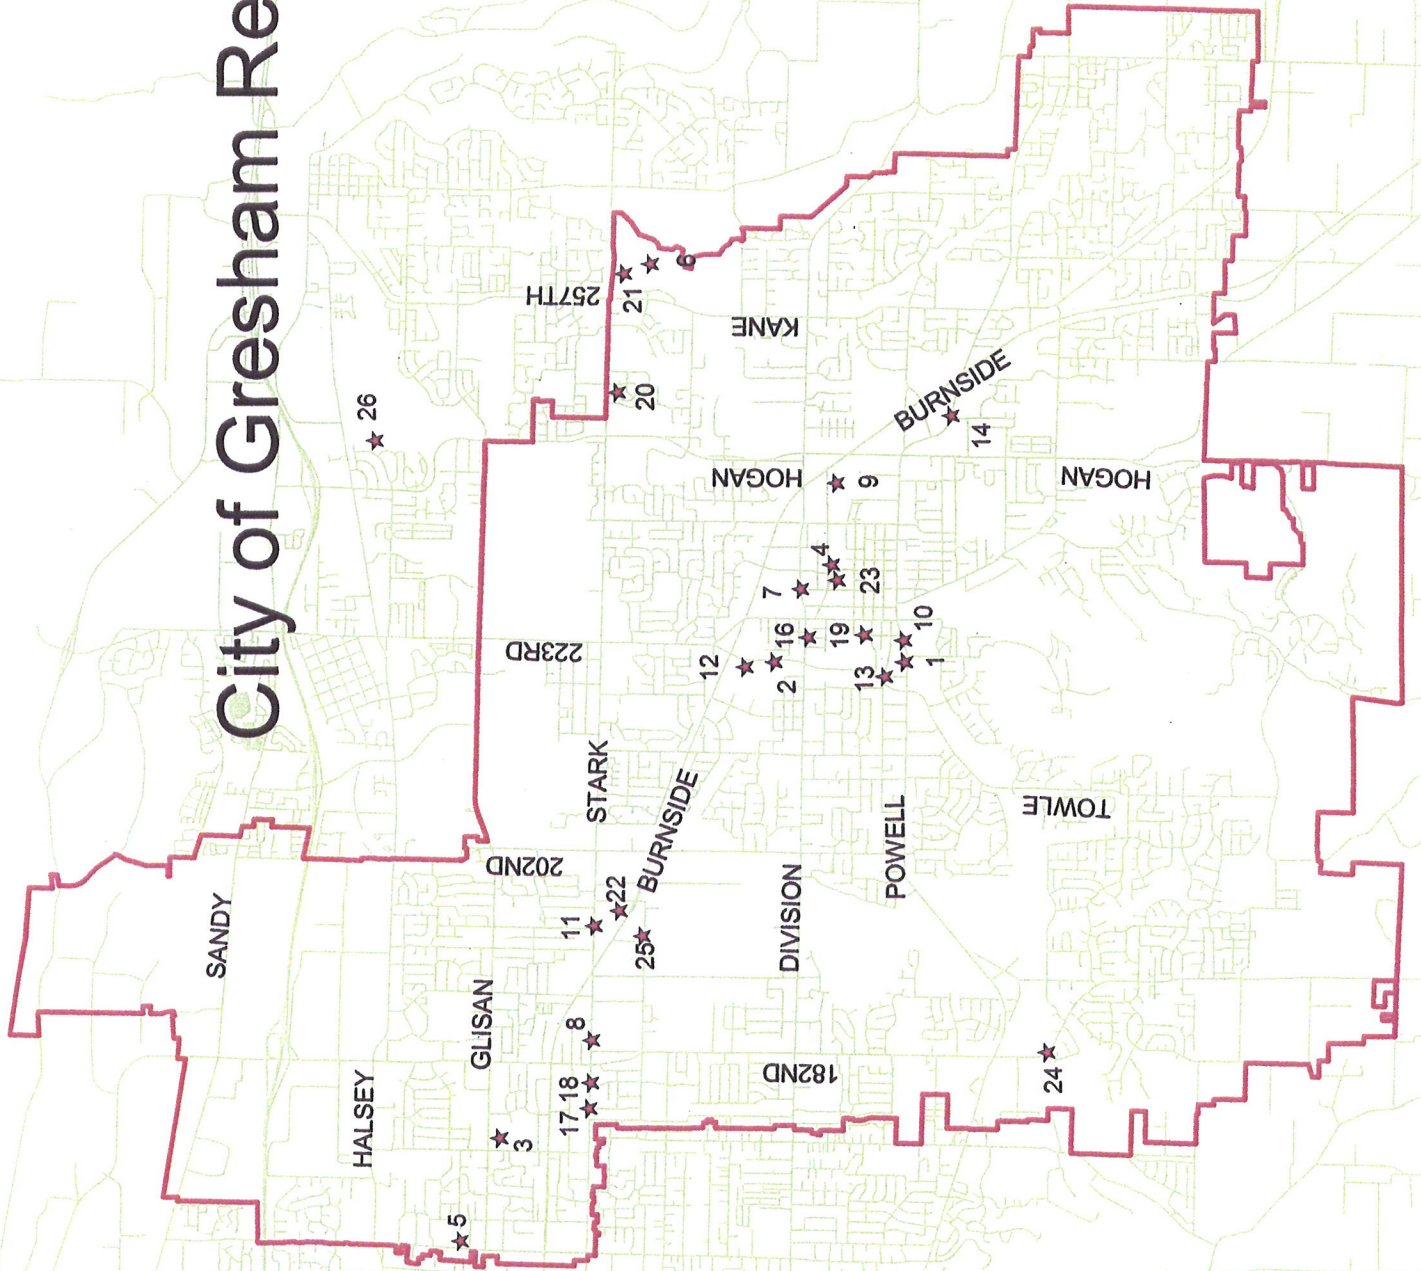 City of Gresham Re
26
257TH
21
6
20
KANE
BURNSIDE
14
HOGAN
HOGAN
9
4
23
7
16
19
10
1
13
2
12
223RD
STARK
BURNSIDE
202ND
TOWLE
POWELL
DIVISION
SANDY
11
22
25
GLISAN
8
18
17
HALSEY
3
5
182ND
24